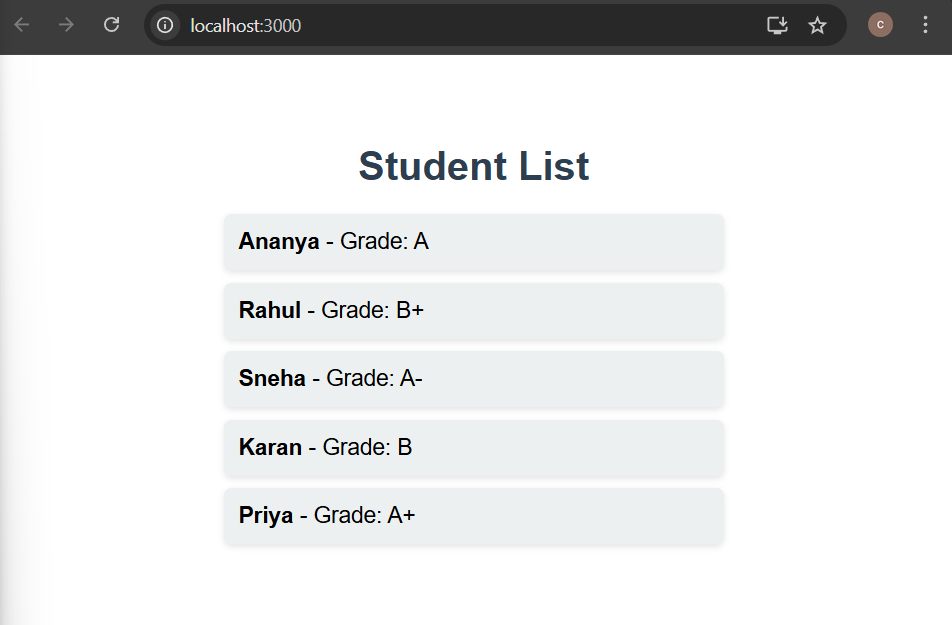 localhost:3000
C
Student List
Ananya - Grade: A
Rahul - Grade: B+
Sneha - Grade: A-
Karan - Grade: B
Priya - Grade: A+